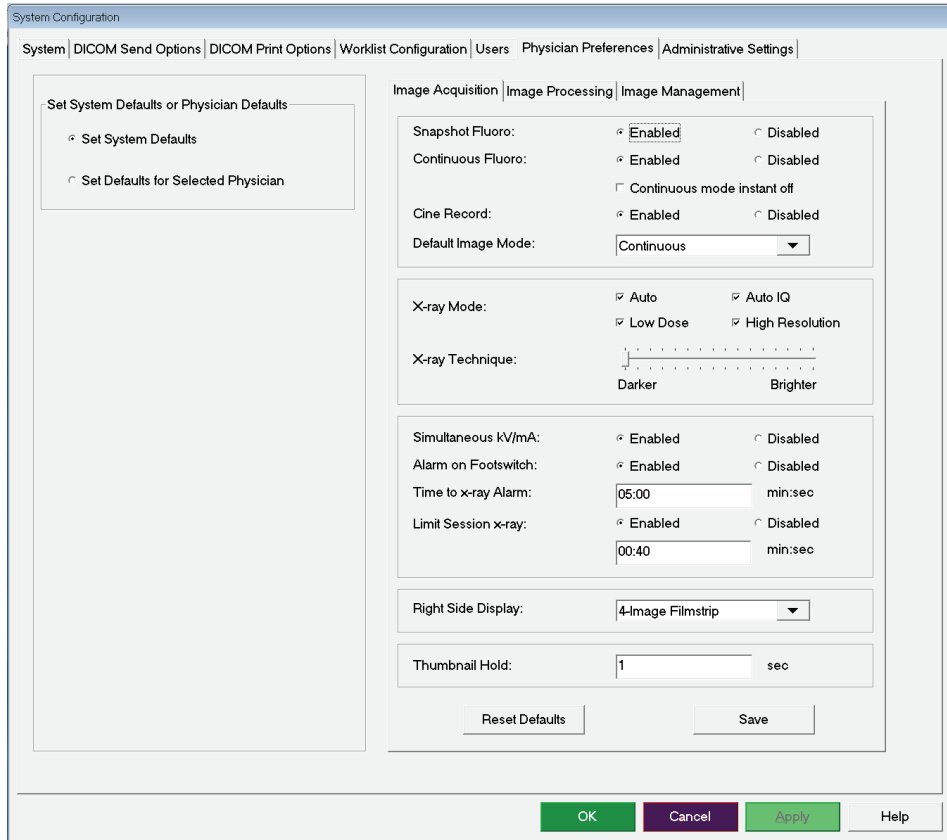 System Configuration
System DICOM Send Options DICOM Print Options Worklist Configuration Users Physician Preferences Administrative Settings
Set System Defaults or Physician Defaults
Set System Defaults
Set Defaults for Selected Physician
Image Acquisition Image Processing Image Management
Snapshot Fluoro: Enabled Disabled
Continuous Fluoro: Enabled Disabled
Continuous mode instant off
Cine Record: Enabled Disabled
Default Image Mode: Continuous
X-ray Mode: Auto Auto IQ
Low Dose High Resolution
X-ray Technique:
Darker Brighter
Simultaneous kV/mA: Enabled Disabled
Alarm on Footswitch: Enabled Disabled
Time to x-ray Alarm: 05:00 min:sec
Limit Session x-ray: Enabled Disabled
00:40 min:sec
Right Side Display: 4-Image Filmstrip
Thumbnail Hold: 1 sec
Reset Defaults Save
OK Cancel Apply Help